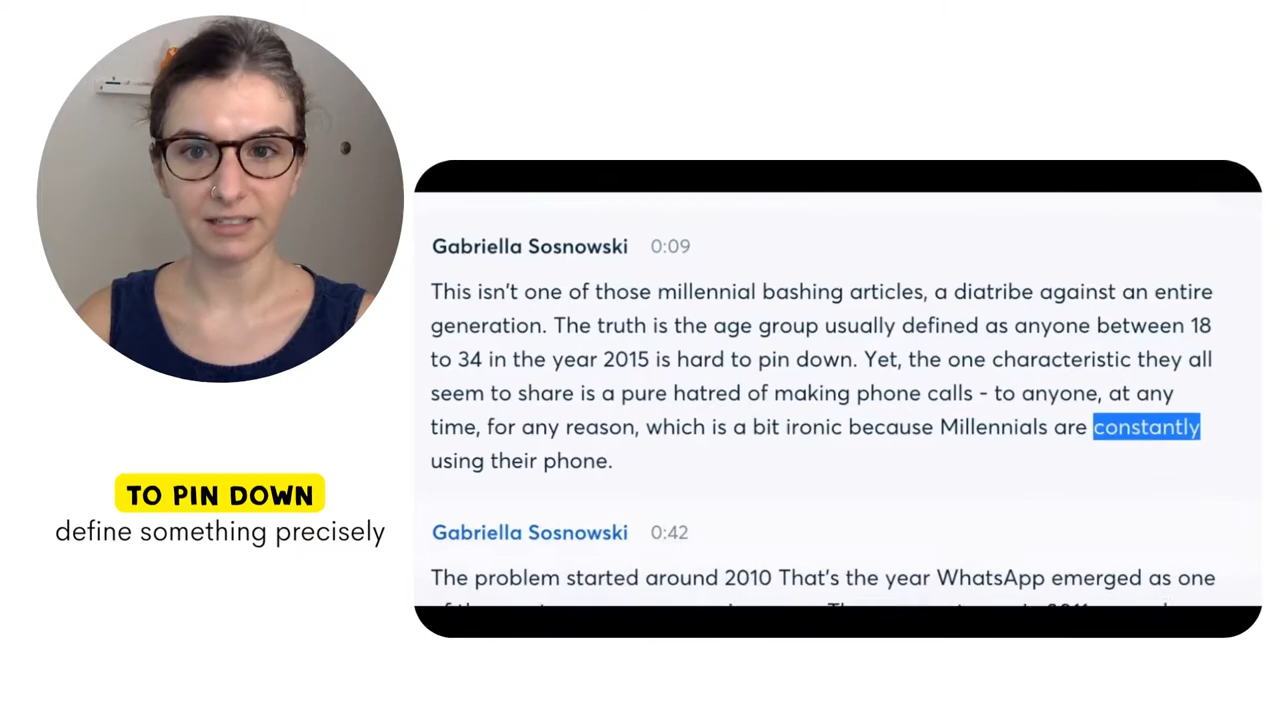 Gabriella Sosnowski 0:09
This isn't one of those millennial bashing articles, a diatribe against an entire
generation. The truth is the age group usually defined as anyone between 18
to 34 in the year 2015 is hard to pin down. Yet, the one characteristic they all
seem to share is a pure hatred of making phone calls - to anyone, at any
time, for any reason, which is a bit ironic because Millennials are constantly
using their phone.
TO PIN DOWN
define something precisely
Gabriella Sosnowski 0:42
The problem started around 2010 That's the year WhatsApp emerged as one